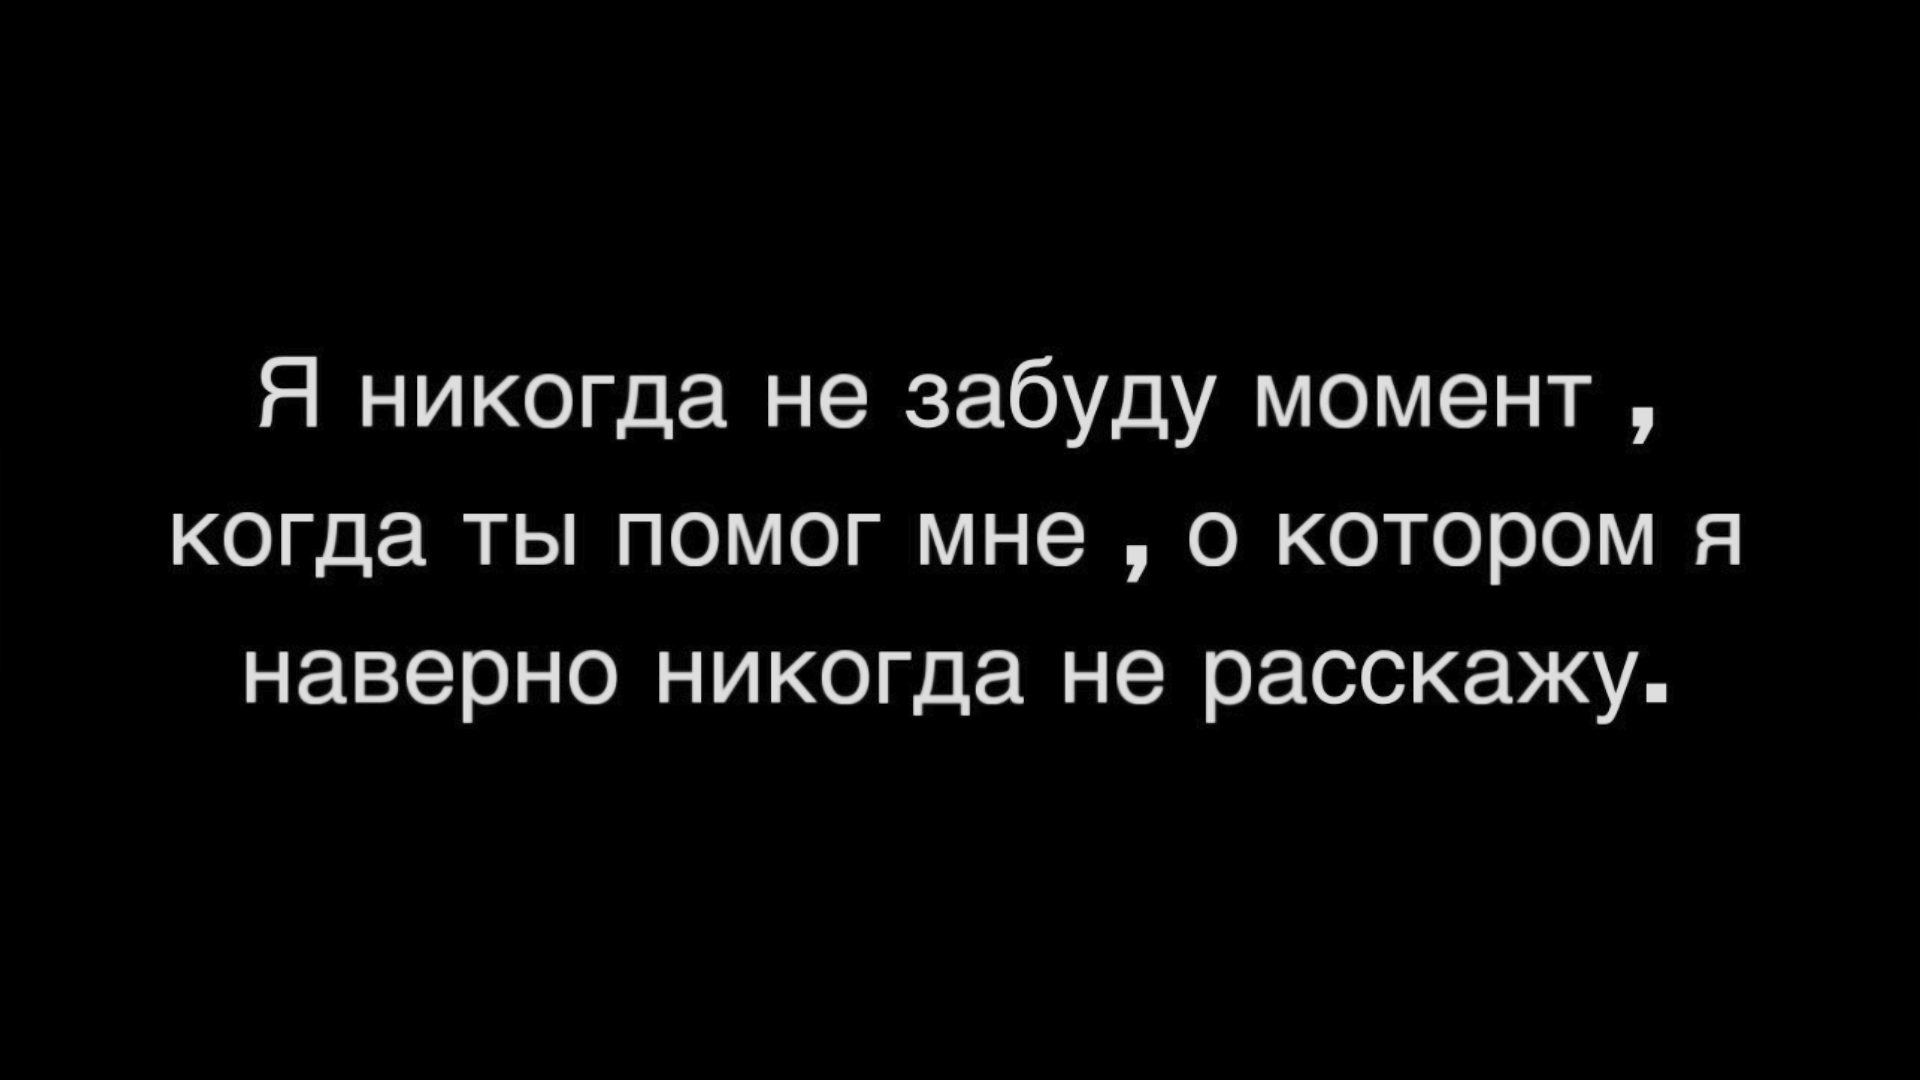 Я никогда не забуду момент ,
когда ты помог мне , о котором я
наверно никогда не расскажу.